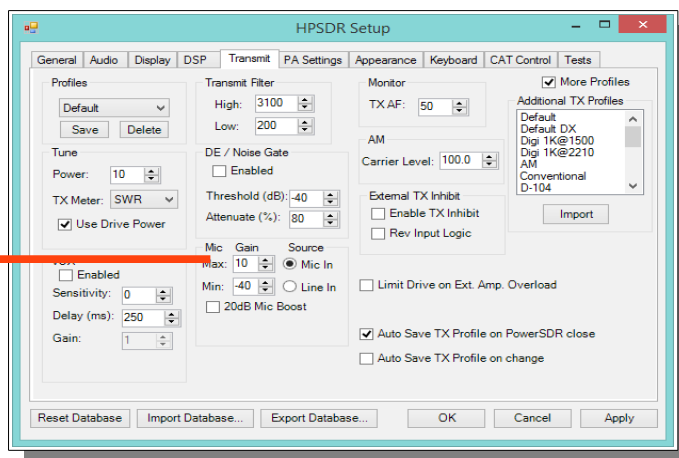 HPSDR Setup
General Audio Display DSP Transmit PA Settings Appearance Keyboard CAT Control Tests
Profiles
Default
Save Delete
Tune
Power: 10
TX Meter: SWR
Use Drive Power
Enabled
Sensitivity: 0
Delay (ms): 250
Gain: 1
Transmit Filter
High: 3100
Low: 200
DE / Noise Gate
Enabled
Threshold (dB): -40
Attenuate (%): 80
Mic Gain Source
Max: 10 Mic In
Min: -40 Line In
20dB Mic Boost
Monitor
TX AF: 50
AM
Carrier Level: 100.0
External TX Inhibit
Enable TX Inhibit
Rev Input Logic
More Profiles
Additional TX Profiles
Default
Default DX
Digi 1K@1500
Digi 1K@2210
AM
Conventional
D-104
Import
Limit Drive on Ext. Amp. Overload
Auto Save TX Profile on PowerSDR close
Auto Save TX Profile on change
Reset Database Import Database... Export Database... OK Cancel Apply